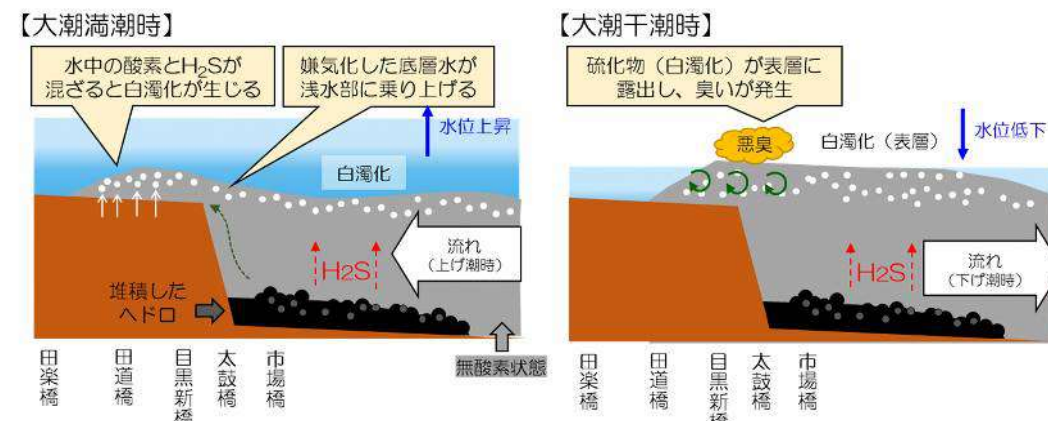 【大潮満潮時】
水中の酸素とH2Sが
混ざると白濁化が生じる
嫌気化した底層水が
浅水部に乗り上げる
水位上昇
白濁化
流れ
(上げ潮時)
H2S
堆積した
ヘドロ
無酸素状態
田楽橋
田道橋
目黒新橋
太鼓橋
市場橋
【大潮干潮時】
硫化物（白濁化）が表層に
露出し、臭いが発生
悪臭
白濁化（表層）
水位低下
H2S
流れ
(下げ潮時)
田楽橋
田道橋
目黒新橋
太鼓橋
市場橋